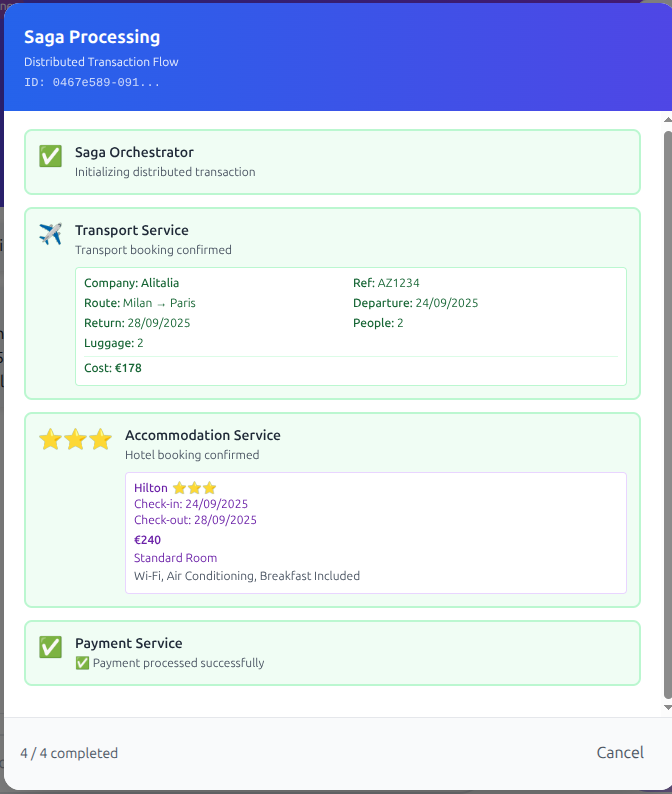 Saga Processing
Distributed Transaction Flow
ID: 0467e589-091...
Saga Orchestrator
Initializing distributed transaction
Transport Service
Transport booking confirmed
Company: Alitalia
Ref: AZ1234
Route: Milan → Paris
Departure: 24/09/2025
Return: 28/09/2025
People: 2
Luggage: 2
Cost: €178
Accommodation Service
Hotel booking confirmed
Hilton ⭐⭐⭐
Check-in: 24/09/2025
Check-out: 28/09/2025
€240
Standard Room
Wi-Fi, Air Conditioning, Breakfast Included
Payment Service
✅ Payment processed successfully
4 / 4 completed
Cancel